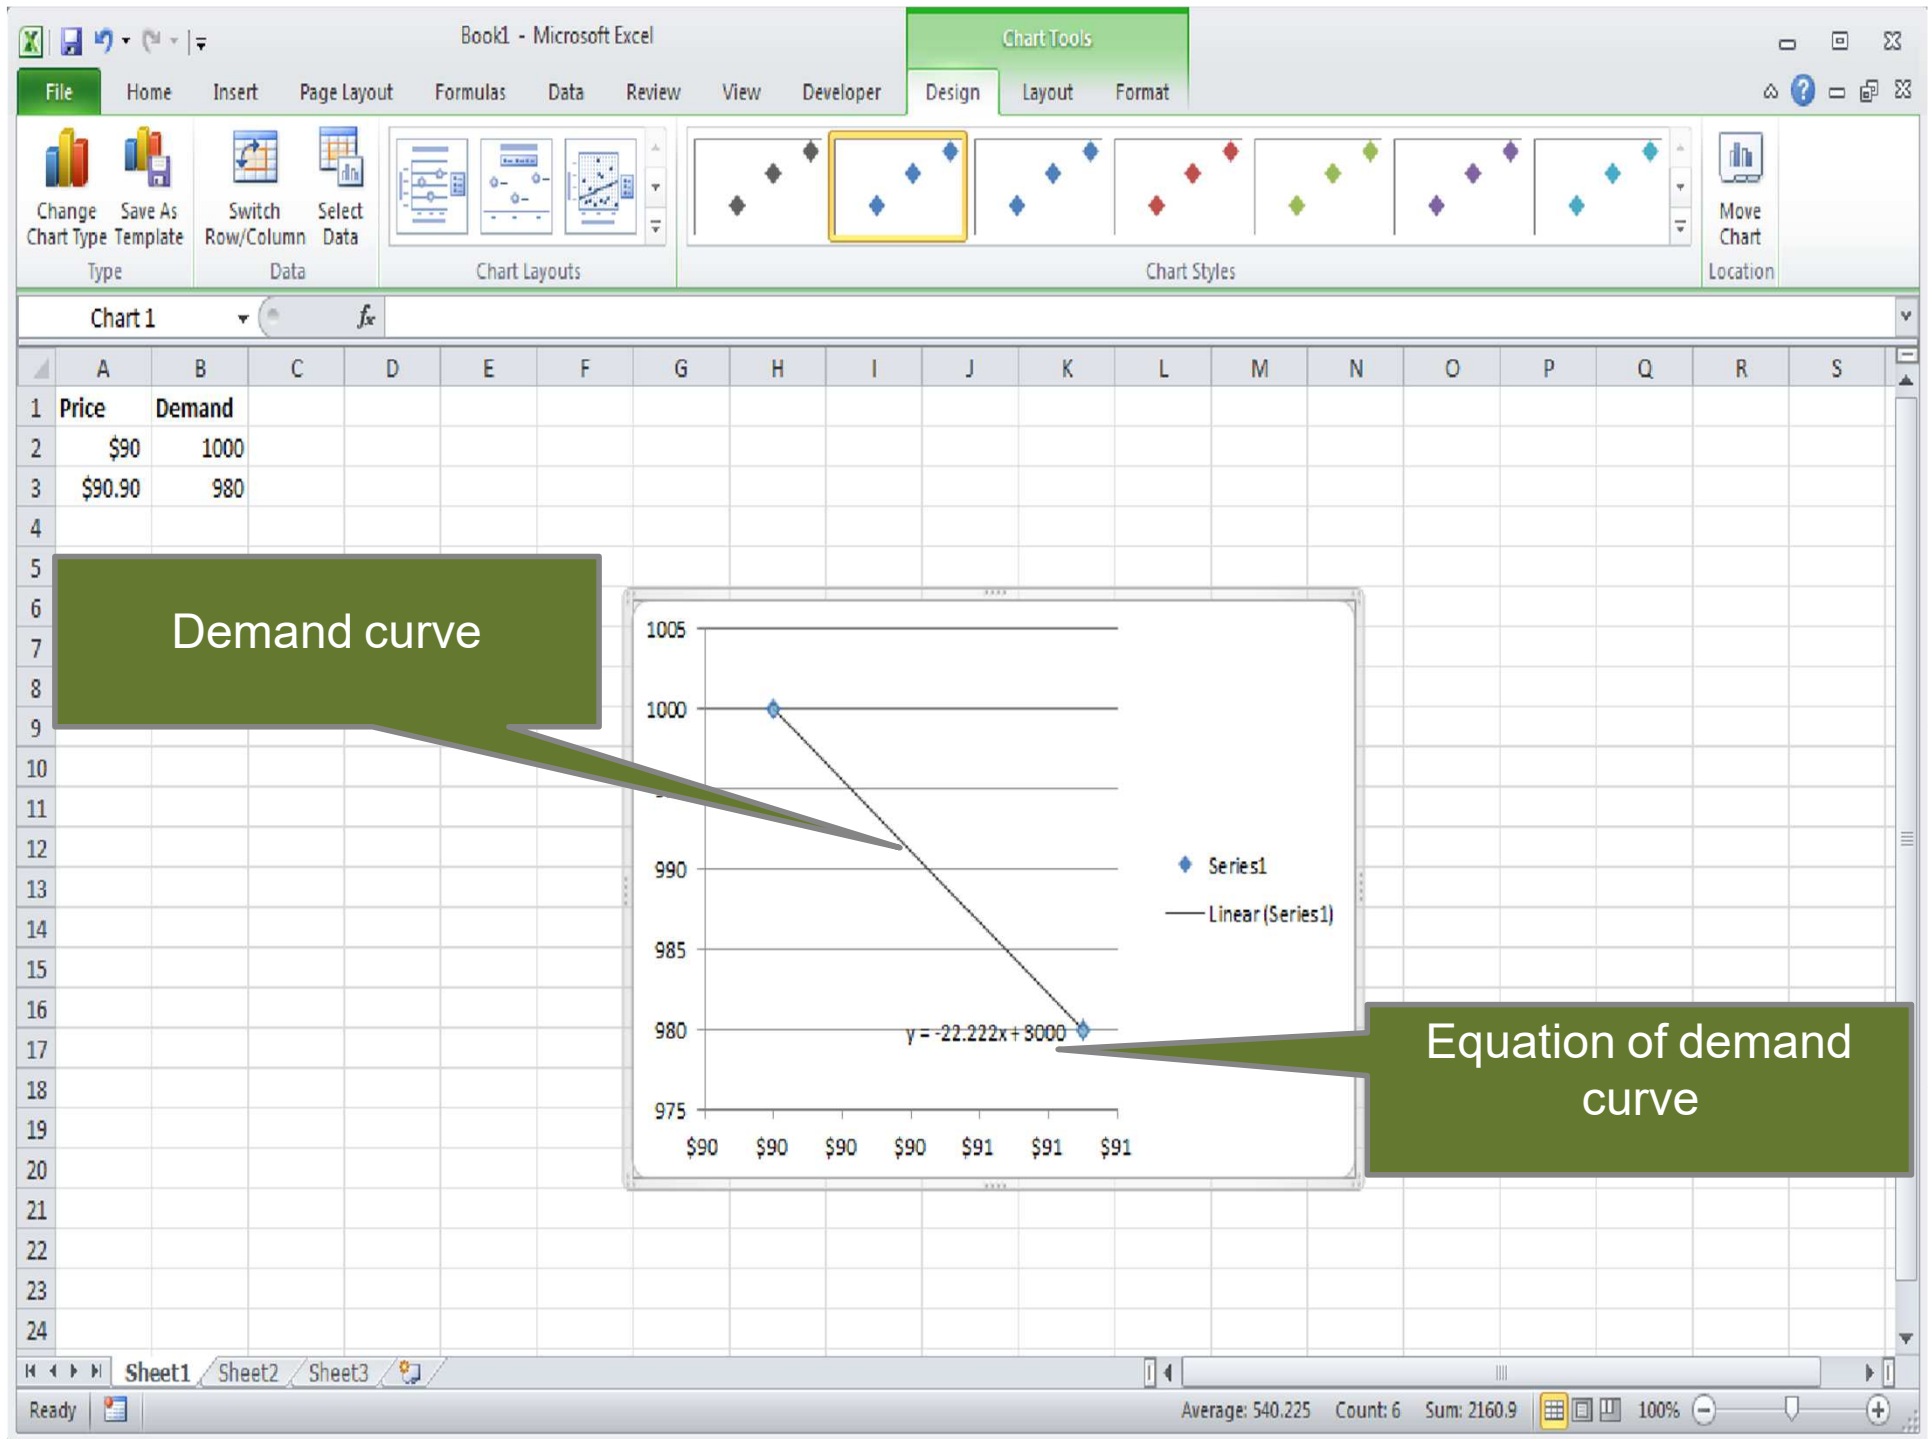 Book1 - Microsoft Excel
Chart Tools
File Home Insert Page Layout Formulas Data Review View Developer Design Layout Format
Change Chart Type
Save As Template
Switch Row/Column
Select Data
Move Chart
Type Data Chart Layouts Chart Styles Location
Chart 1 fx
A B C D E F G H I J K L M N O P Q R S
1 Price Demand
2 $90 1000
3 $90.90 980
4
5
6
7
8
9
10
11
12
13
14
15
16
17
18
19
20
21
22
23
24
Demand curve
1005
1000
990
985
980
975
$90 $90 $90 $90 $91 $91 $91
y = -22.222x + 3000
Series1
Linear (Series1)
Equation of demand
curve
Sheet1 Sheet2 Sheet3
Ready Average: 540.225 Count: 6 Sum: 2160.9 100%